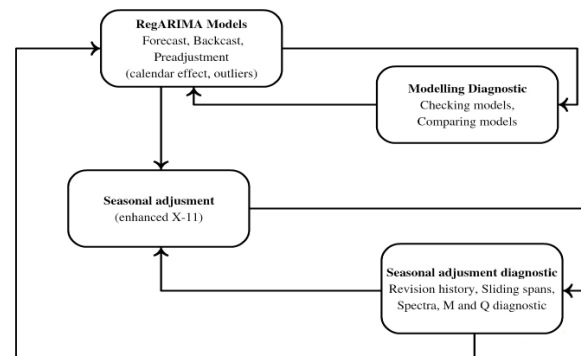 RegARIMA Models
Forecast, Backcast,
Preadjustment
(calendar effect, outliers)
Modelling Diagnostic
Checking models,
Comparing models
Seasonal adjusment
(enhanced X-11)
Seasonal adjusment diagnostic
Revision history, Sliding spans,
Spectra, M and Q diagnostic